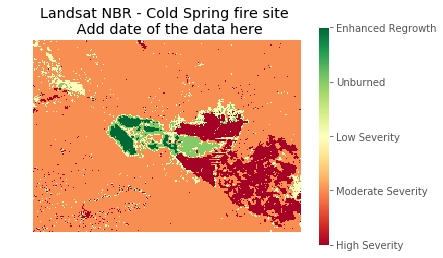 Landsat NBR - Cold Spring fire site
Add date of the data here
Enhanced Regrowth
Unburned
Low Severity
Moderate Severity
High Severity